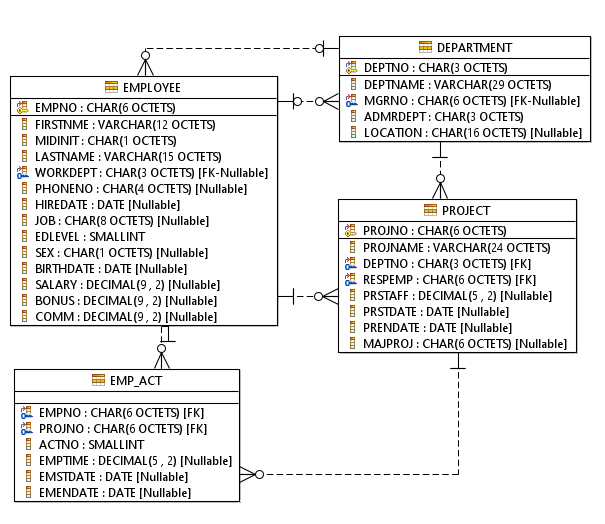 DEPARTMENT
DEPTNO : CHAR(3 OCTETS)
DEPTNAME : VARCHAR(29 OCTETS)
MGRNO : CHAR(6 OCTETS) [FK-Nullable]
ADMRDEPT : CHAR(3 OCTETS)
LOCATION : CHAR(16 OCTETS) [Nullable]
EMPLOYEE
EMPNO : CHAR(6 OCTETS)
FIRSTNME : VARCHAR(12 OCTETS)
MIDINIT : CHAR(1 OCTETS)
LASTNAME : VARCHAR(15 OCTETS)
WORKDEPT : CHAR(3 OCTETS) [FK-Nullable]
PHONENO : CHAR(4 OCTETS) [Nullable]
HIREDATE : DATE [Nullable]
JOB : CHAR(8 OCTETS) [Nullable]
EDLEVEL : SMALLINT
SEX : CHAR(1 OCTETS) [Nullable]
BIRTHDATE : DATE [Nullable]
SALARY : DECIMAL(9 , 2) [Nullable]
BONUS : DECIMAL(9 , 2) [Nullable]
COMM : DECIMAL(9 , 2) [Nullable]
PROJECT
PROJNO : CHAR(6 OCTETS)
PROJNAME : VARCHAR(24 OCTETS)
DEPTNO : CHAR(3 OCTETS) [FK]
RESPEMP : CHAR(6 OCTETS) [FK]
PRSTAFF : DECIMAL(5 , 2) [Nullable]
PRSTDATE : DATE [Nullable]
PRENDATE : DATE [Nullable]
MAJPROJ : CHAR(6 OCTETS) [Nullable]
EMP_ACT
EMPNO : CHAR(6 OCTETS) [FK]
PROJNO : CHAR(6 OCTETS) [FK]
ACTNO : SMALLINT
EMPTIME : DECIMAL(5 , 2) [Nullable]
EMSTDATE : DATE [Nullable]
EMENDATE : DATE [Nullable]